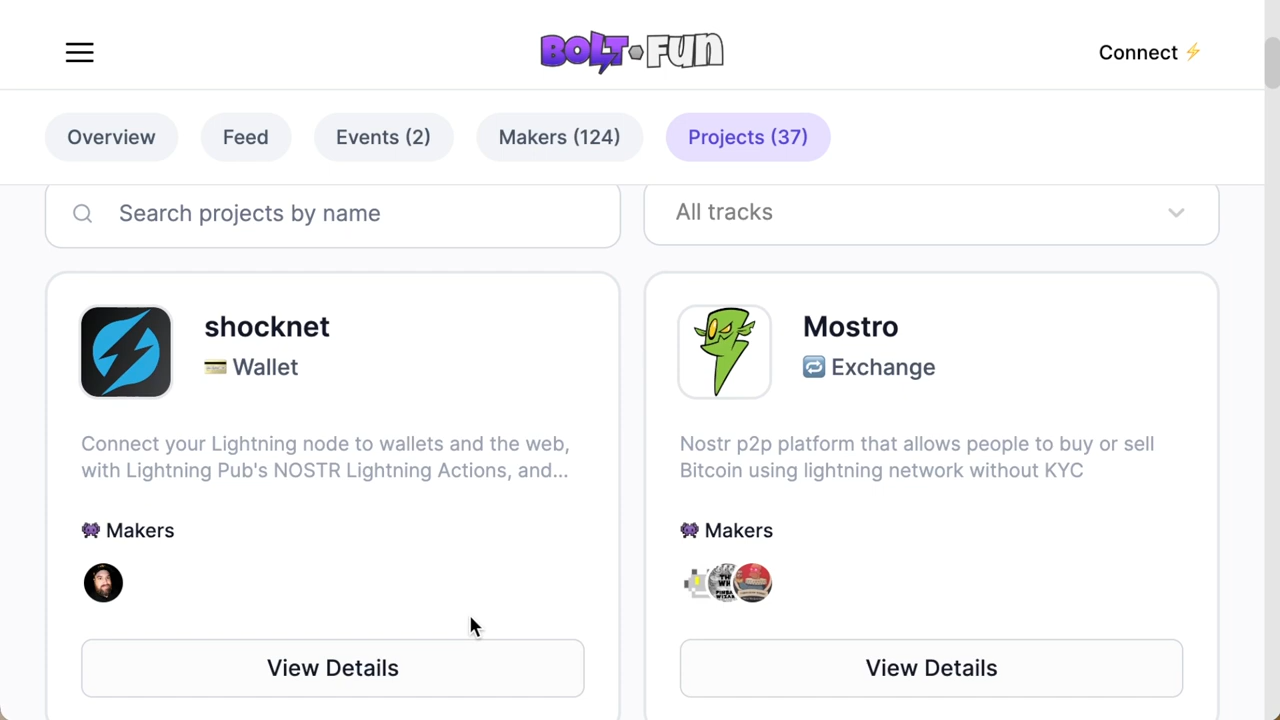 BOLT FUN
Connect
Overview
Feed
Events (2)
Makers (124)
Projects (37)
Search projects by name
All tracks
shocknet
Wallet
Connect your Lightning node to wallets and the web,
with Lightning Pub's NOSTR Lightning Actions, and...
Makers
View Details
Mostro
Exchange
Nostr p2p platform that allows people to buy or sell
Bitcoin using lightning network without KYC
Makers
View Details